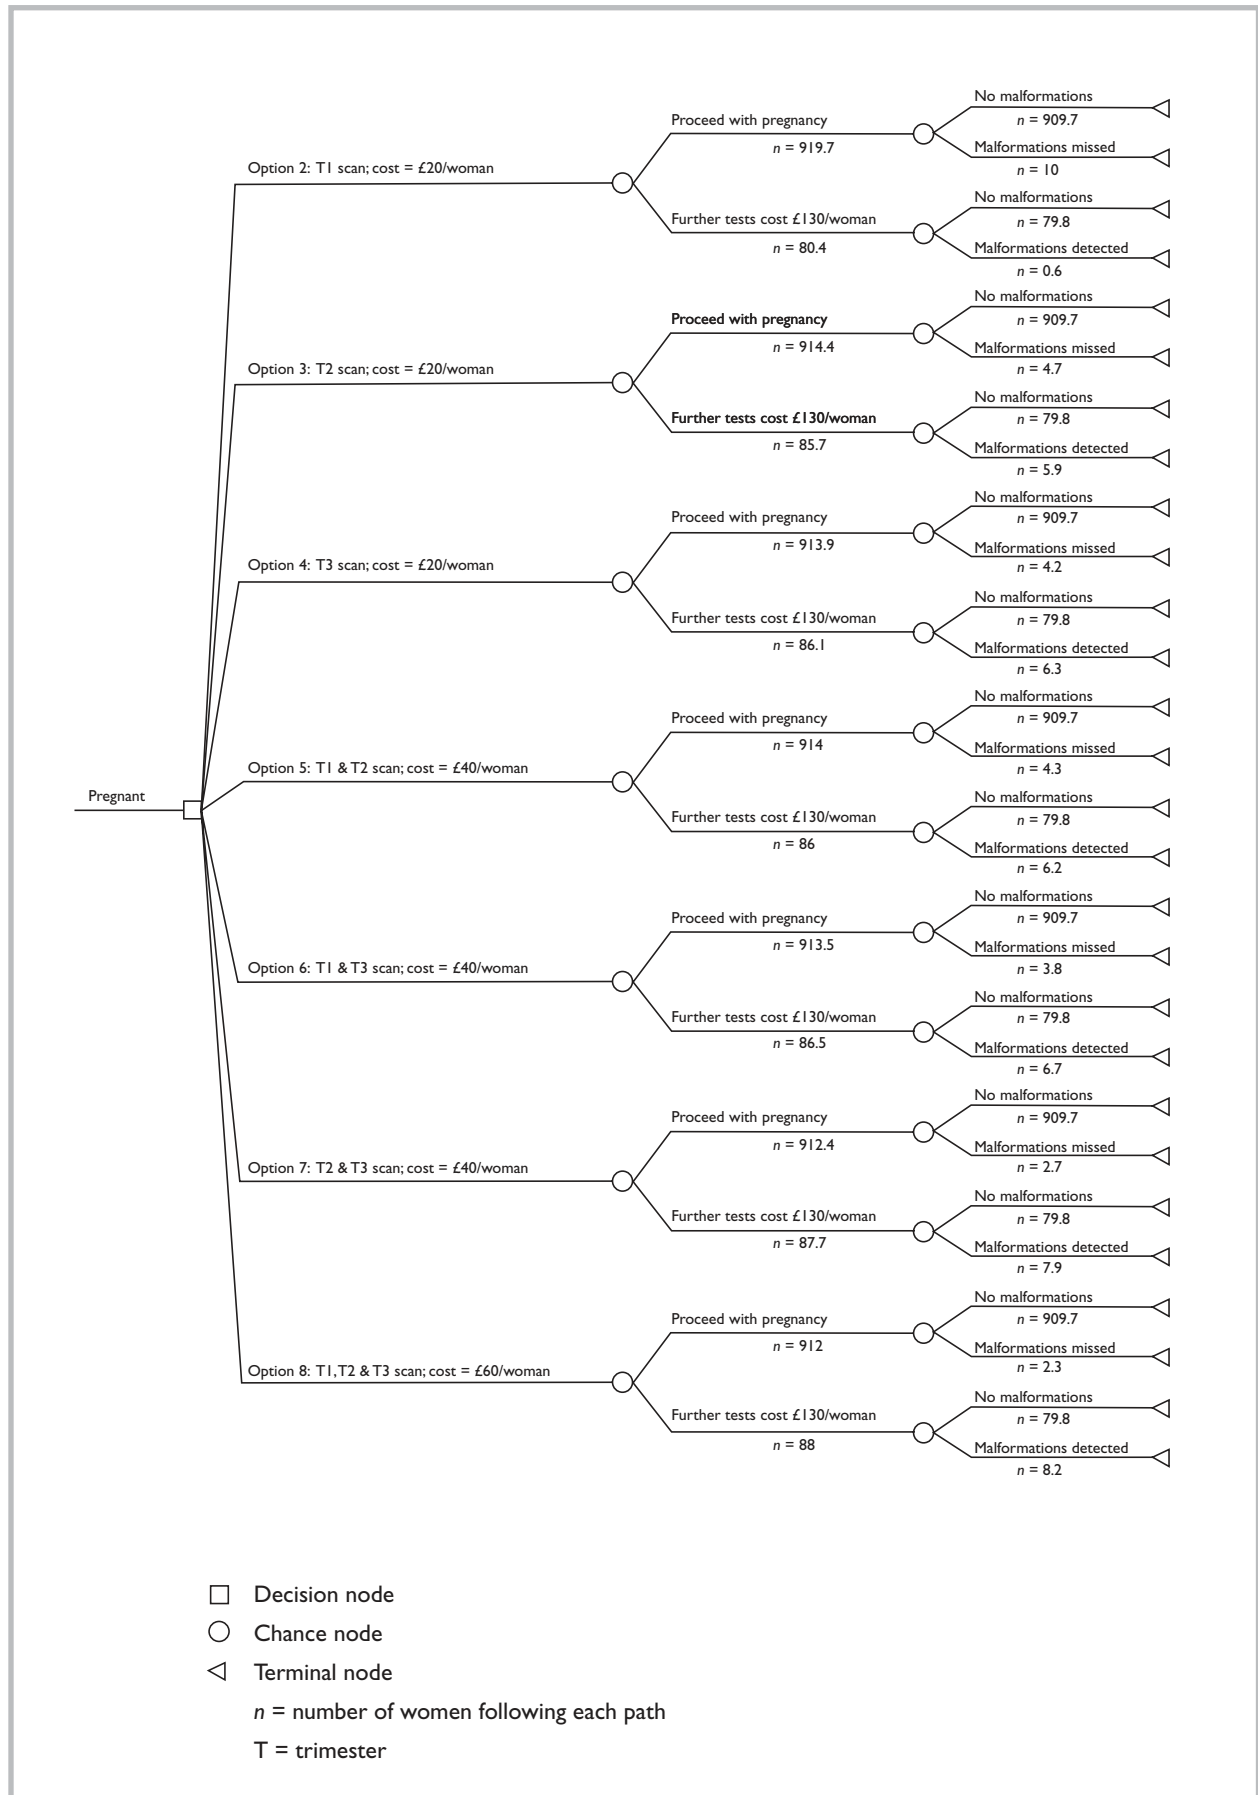 No malformations
Proceed with pregnancy
n = 909.7
n = 919.7
Malformations missed
Option 2: T1 scan; cost = £20/woman
n = 10
No malformations
Further tests cost £130/woman
n = 79.8
n = 80.4
Malformations detected
n = 0.6
No malformations
Proceed with pregnancy
n = 909.7
n = 914.4
Malformations missed
Option 3: T2 scan; cost = £20/woman
n = 4.7
No malformations
Further tests cost £130/woman
n = 79.8
n = 85.7
Malformations detected
n = 5.9
No malformations
Proceed with pregnancy
n = 909.7
n = 913.9
Malformations missed
Option 4: T3 scan; cost = £20/woman
n = 4.2
No malformations
Further tests cost £130/woman
n = 79.8
n = 86.1
Malformations detected
n = 6.3
No malformations
Proceed with pregnancy
n = 909.7
n = 914
Malformations missed
Option 5: T1 & T2 scan; cost = £40/woman
n = 4.3
Pregnant
No malformations
Further tests cost £130/woman
n = 79.8
n = 86
Malformations detected
n = 6.2
No malformations
Proceed with pregnancy
n = 909.7
n = 913.5
Malformations missed
Option 6: T1 & T3 scan; cost = £40/woman
n = 3.8
No malformations
Further tests cost £130/woman
n = 79.8
n = 86.5
Malformations detected
n = 6.7
No malformations
Proceed with pregnancy
n = 909.7
n = 912.4
Malformations missed
Option 7: T2 & T3 scan; cost = £40/woman
n = 2.7
No malformations
Further tests cost £130/woman
n = 79.8
n = 87.7
Malformations detected
n = 7.9
No malformations
Proceed with pregnancy
n = 909.7
n = 912
Malformations missed
Option 8: T1, T2 & T3 scan; cost = £60/woman
n = 2.3
No malformations
Further tests cost £130/woman
n = 79.8
n = 88
Malformations detected
n = 8.2
Decision node
Chance node
Terminal node
n = number of women following each path
T = trimester